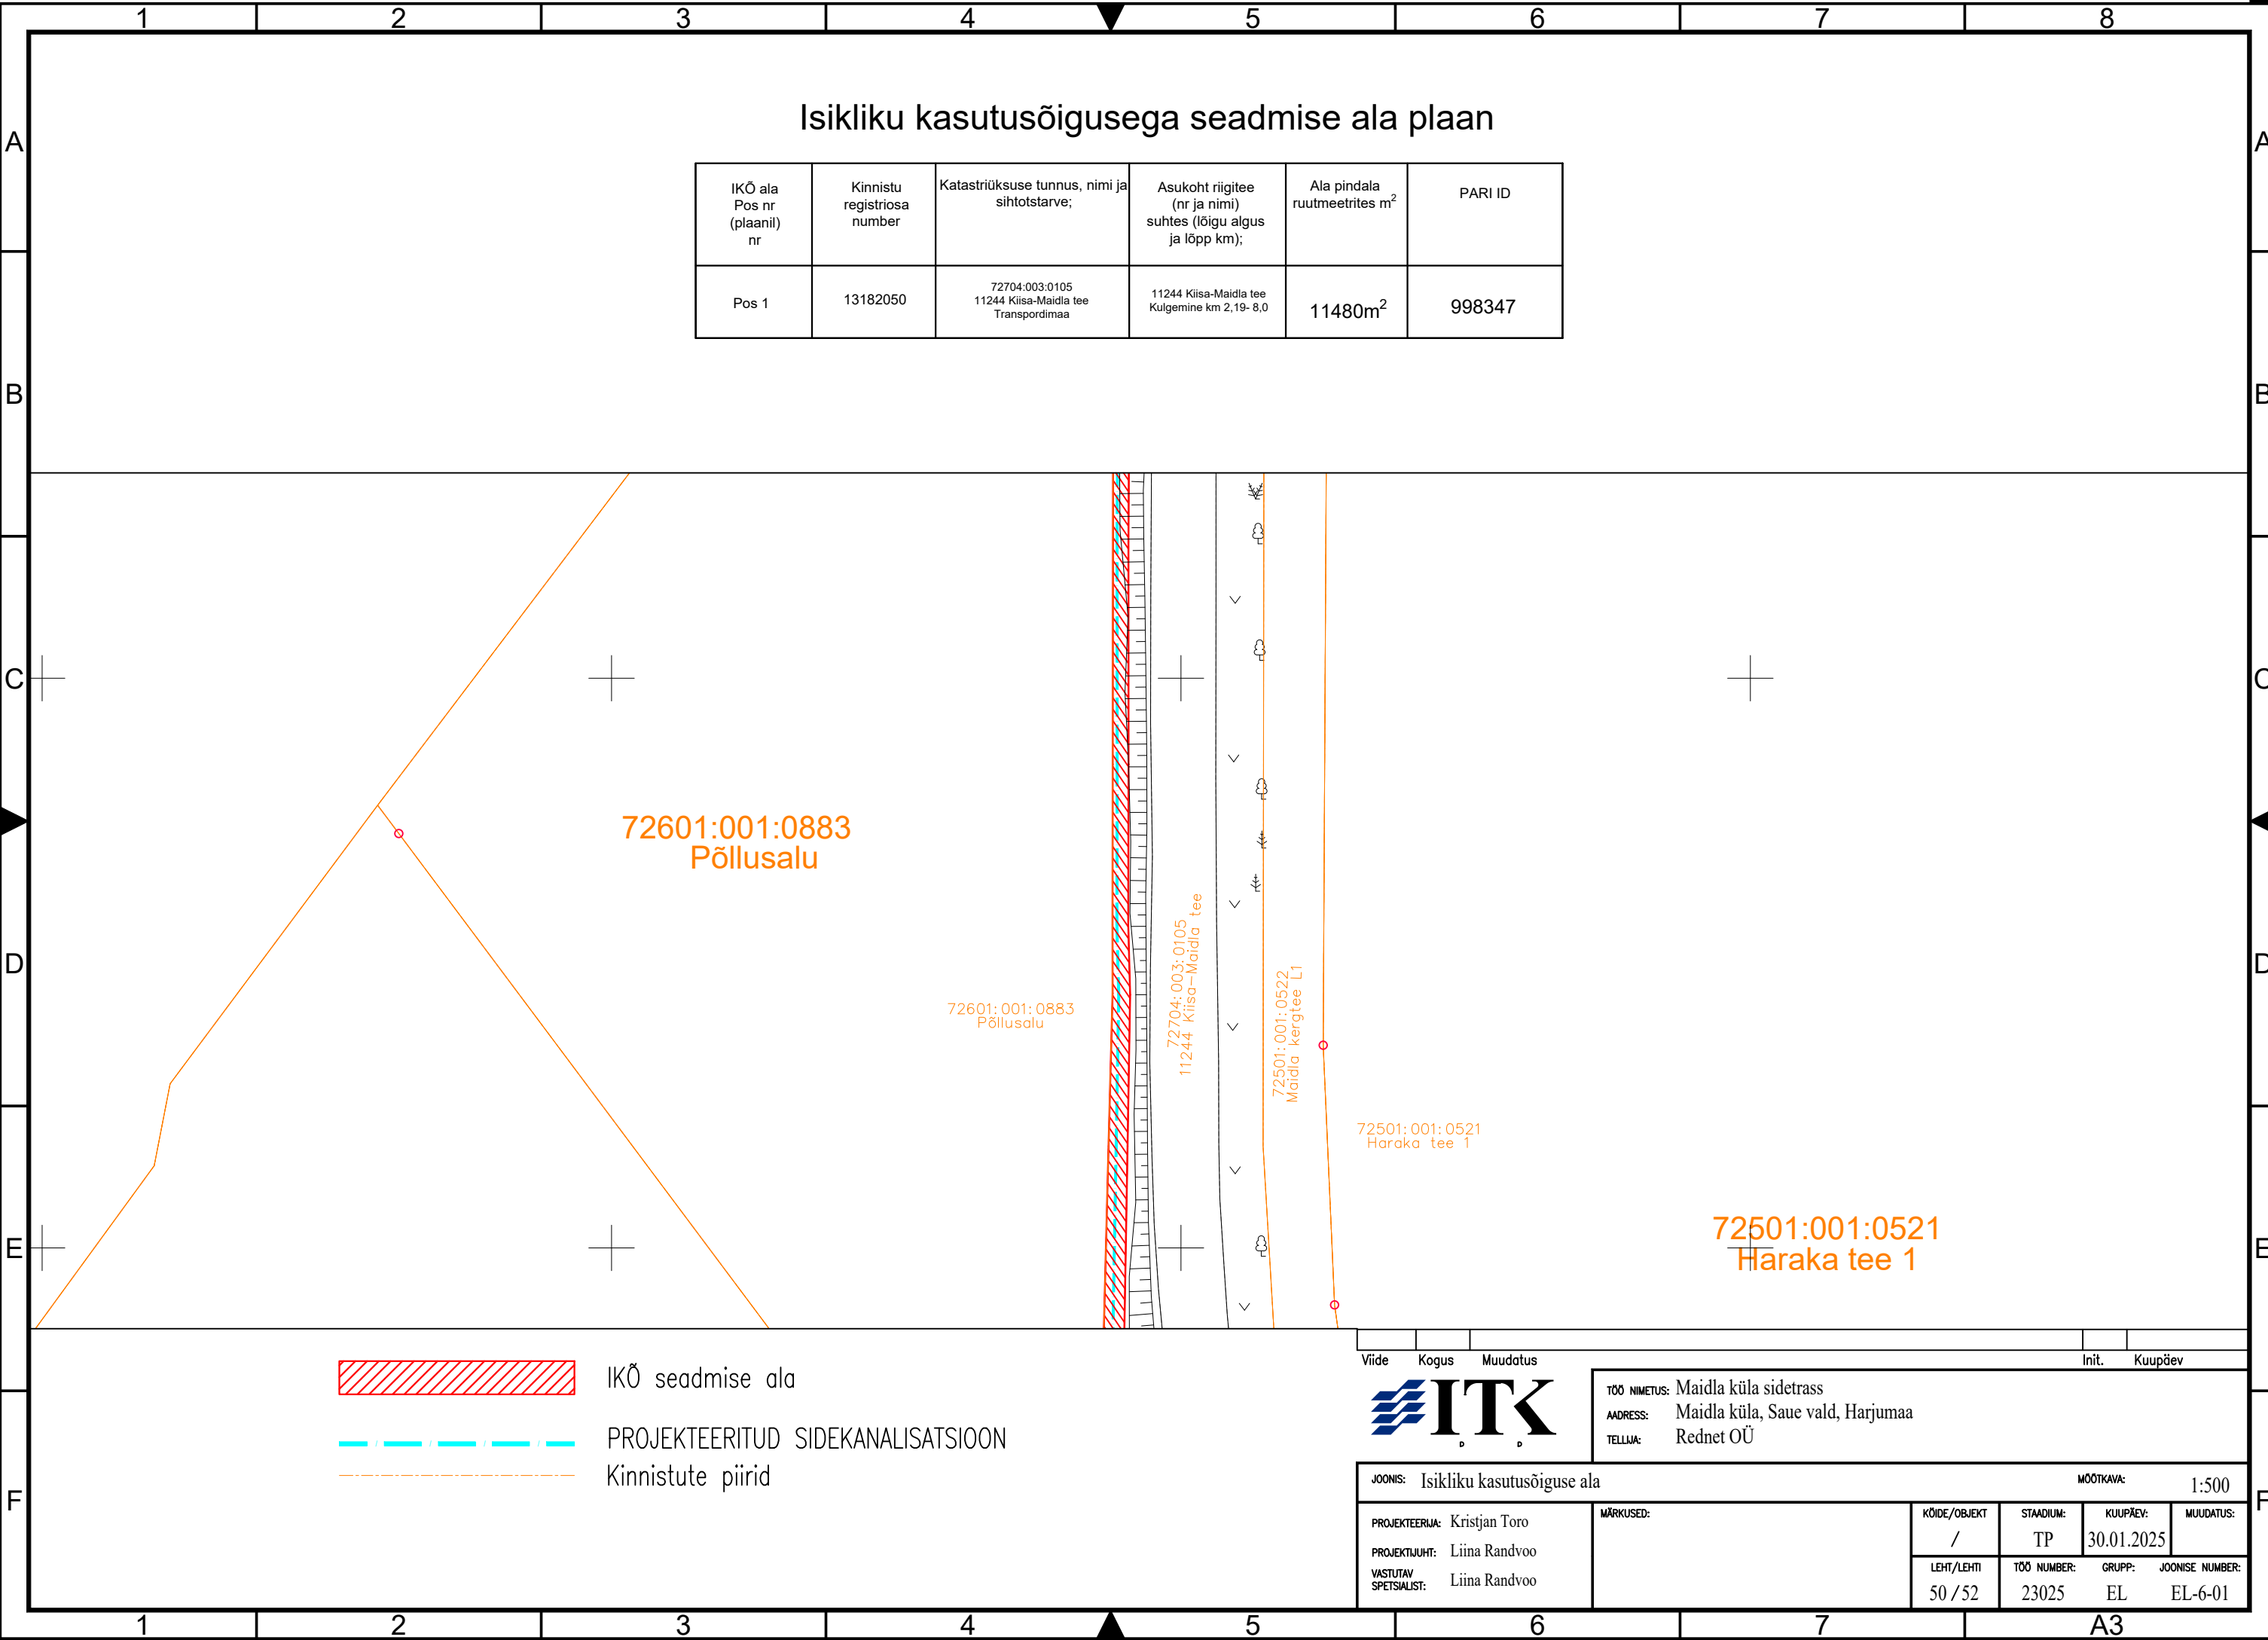 1 2 3 4 5 6 7 8
A A
B B
C C
D D
E E
F F
Isikliku kasutusõigusega seadmise ala plaan
IKÕ ala
Pos nr
(plaanil)
nr
Kinnistu
registriosa
number
Katastriüksuse tunnus, nimi ja
sihtotstarve;
Asukoht riigitee
(nr ja nimi)
suhtes (lõigu algus
ja lõpp km);
Ala pindala
ruutmeetrites m²
PARI ID
Pos 1
13182050
72704:003:0105
11244 Kiisa-Maidla tee
Transpordimaa
11244 Kiisa-Maidla tee
Kulgemine km 2,19- 8,0
11480m²
998347
72601:001:0883
Põllusalu
72601:001:0883
Põllusalu
72704:003:0105
11244 Kiisa-Maidla tee
72501:001:0522
Maidla kergtee L1
72501:001:0521
Haraka tee 1
72501:001:0521
Haraka tee 1
IKÕ seadmise ala
PROJEKTEERITUD SIDEKANALISATSIOON
Kinnistute piirid
Viide Kogus Muudatus Init. Kuupäev
ITK
D D
TÖÖ NIMETUS: Maidla küla sidetrass
AADRESS: Maidla küla, Saue vald, Harjumaa
TELLIJA: Rednet OÜ
JOONIS: Isikliku kasutusõiguse ala
MÕÕTKAVA: 1:500
PROJEKTEERIJA: Kristjan Toro
PROJEKTIJUHT: Liina Randvoo
VASTUTAV
SPETSIALIST: Liina Randvoo
MÄRKUSED:
KÖIDE/OBJEKT STAADIUM: KUUPÄEV: MUUDATUS:
/ TP 30.01.2025
LEHT/LEHTI TÖÖ NUMBER: GRUPP: JOONISE NUMBER:
50 / 52 23025 EL EL-6-01
1 2 3 4 5 6 7 A3